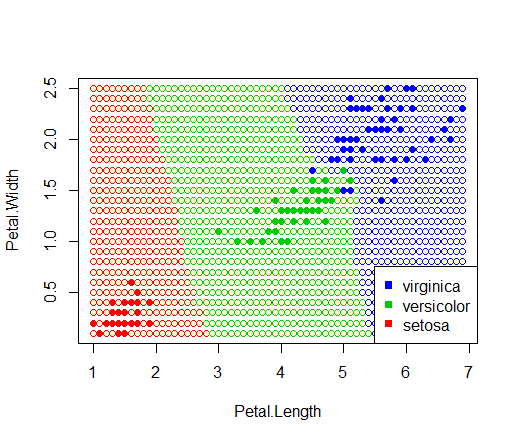 2.5
2.0
1.5
1.0
0.5
Petal.Width
virginica
versicolor
setosa
1 2 3 4 5 6 7
Petal.Length